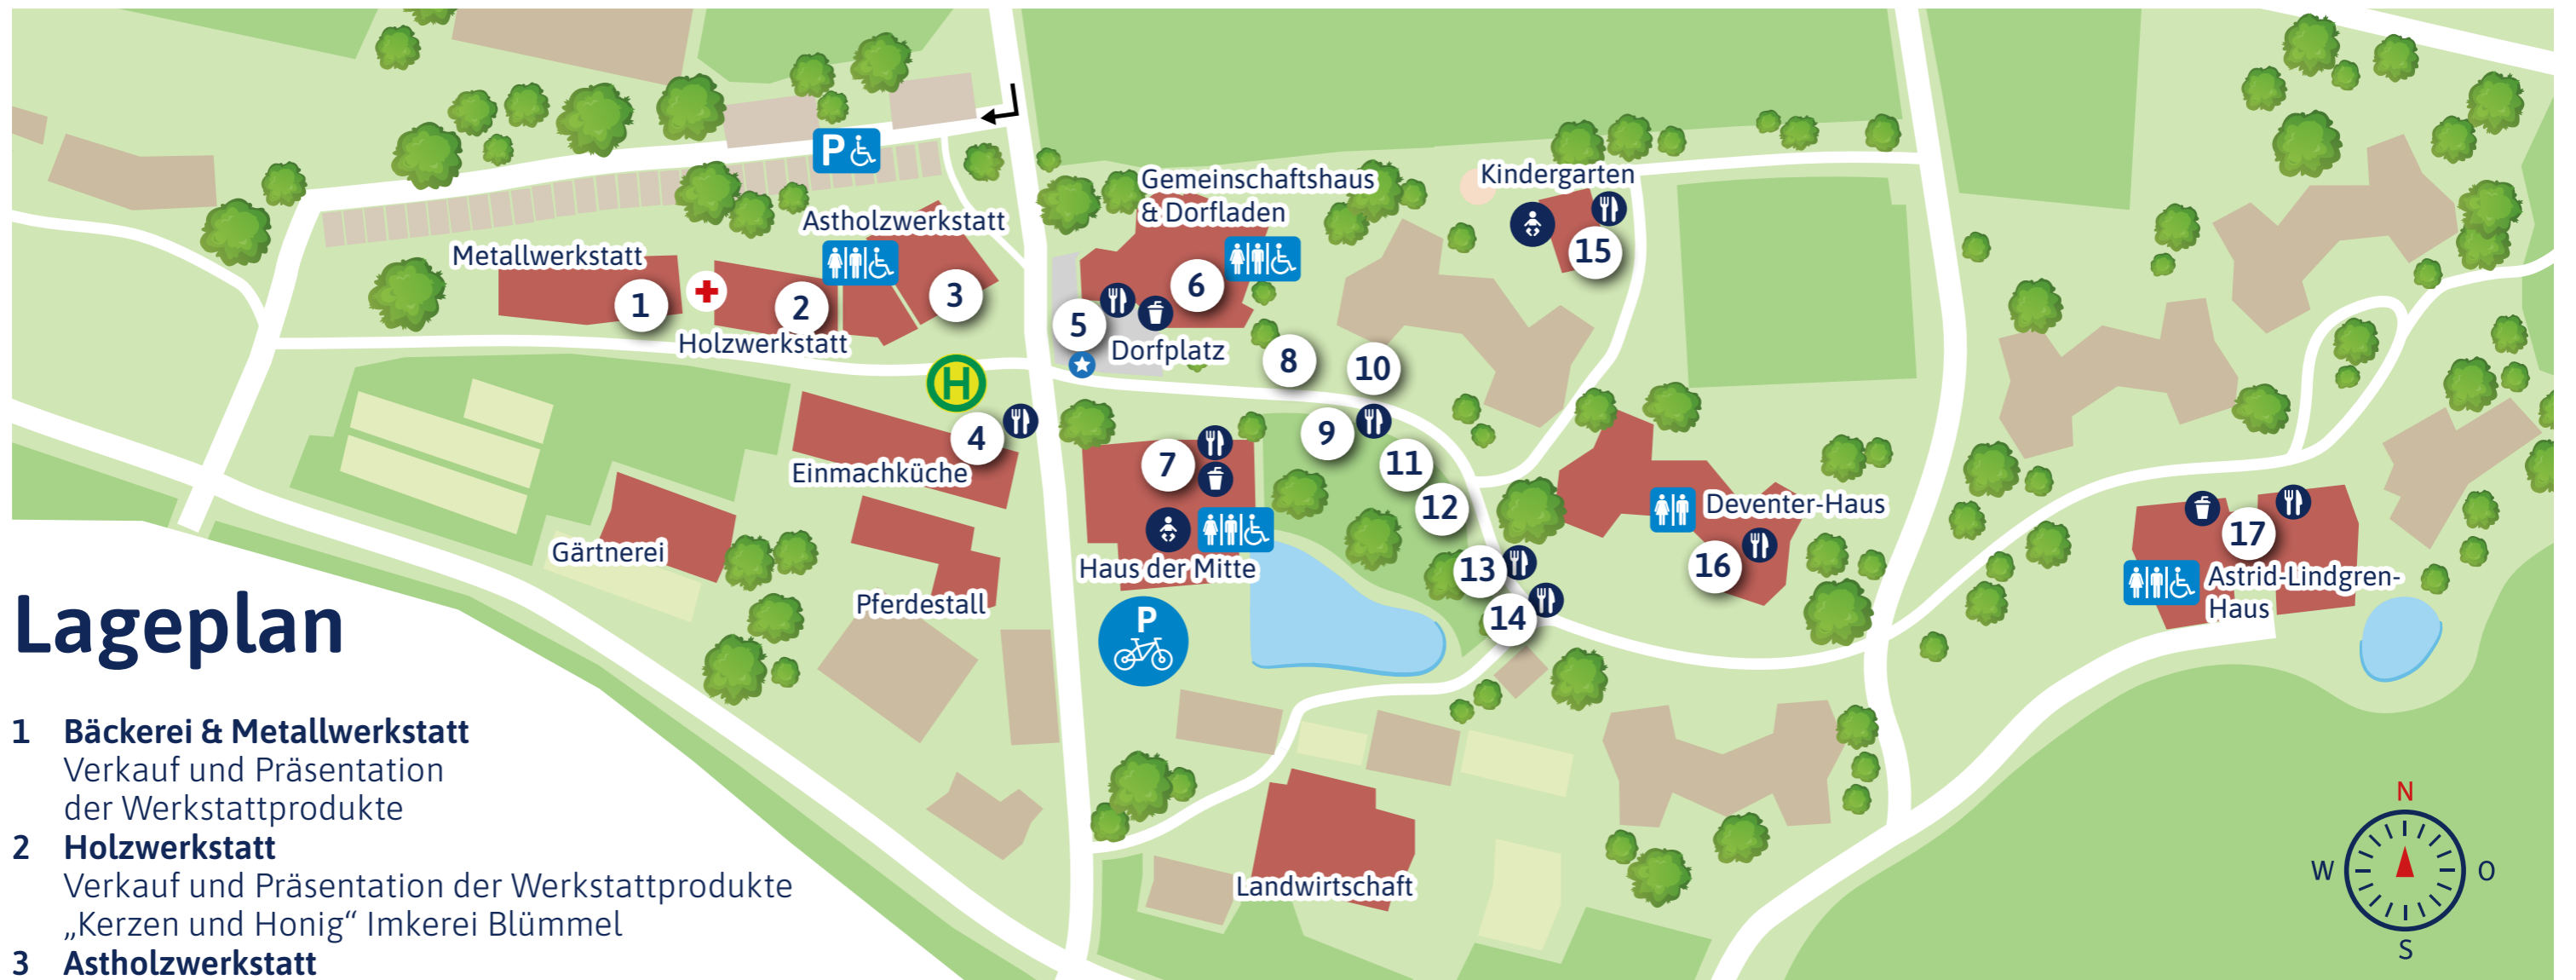 P
Gemeinschaftshaus
& Dorfladen
Kindergarten
Astholzwerkstatt
Metallwerkstatt
15
6
3
1
2
5
Holzwerkstatt
Dorfplatz
8
10
H
4
9
7
11
Einmachküche
12
Deventer-Haus
Gärtnerei
17
Haus der Mitte
13
16
Astrid-Lindgren-
Haus
Pferdestall
14
P
Landwirtschaft
N
W
O
S
Lageplan
1 Bäckerei & Metallwerkstatt
Verkauf und Präsentation
der Werkstattprodukte
2 Holzwerkstatt
Verkauf und Präsentation der Werkstattprodukte
„Kerzen und Honig“ Imkerei Blümmel
3 Astholzwerkstatt